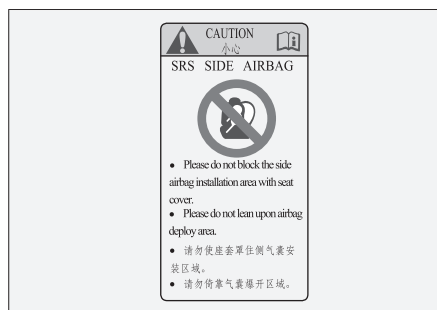 CAUTION
小心
SRS SIDE AIRBAG
• Please do not block the side
airbag installation area with seat
cover.
• Please do not lean upon airbag
deploy area.
• 请勿使座套罩住侧气囊安
装区域。
• 请勿倚靠气囊爆开区域。